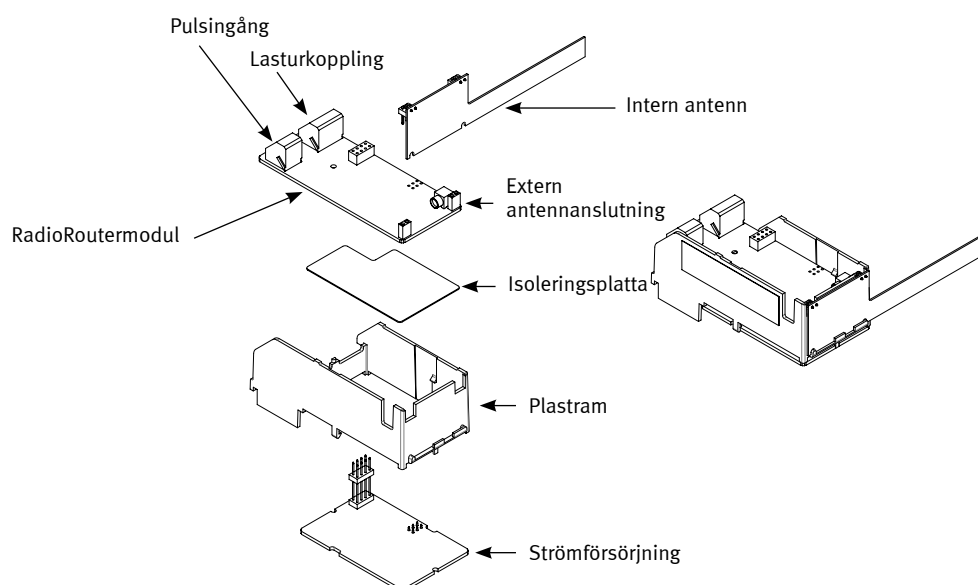 Pulsingång
Lasturkoppling
Intern antenn
Extern
antennanslutning
RadioRoutermodul
Isoleringsplatta
Plastram
Strömförsörjning